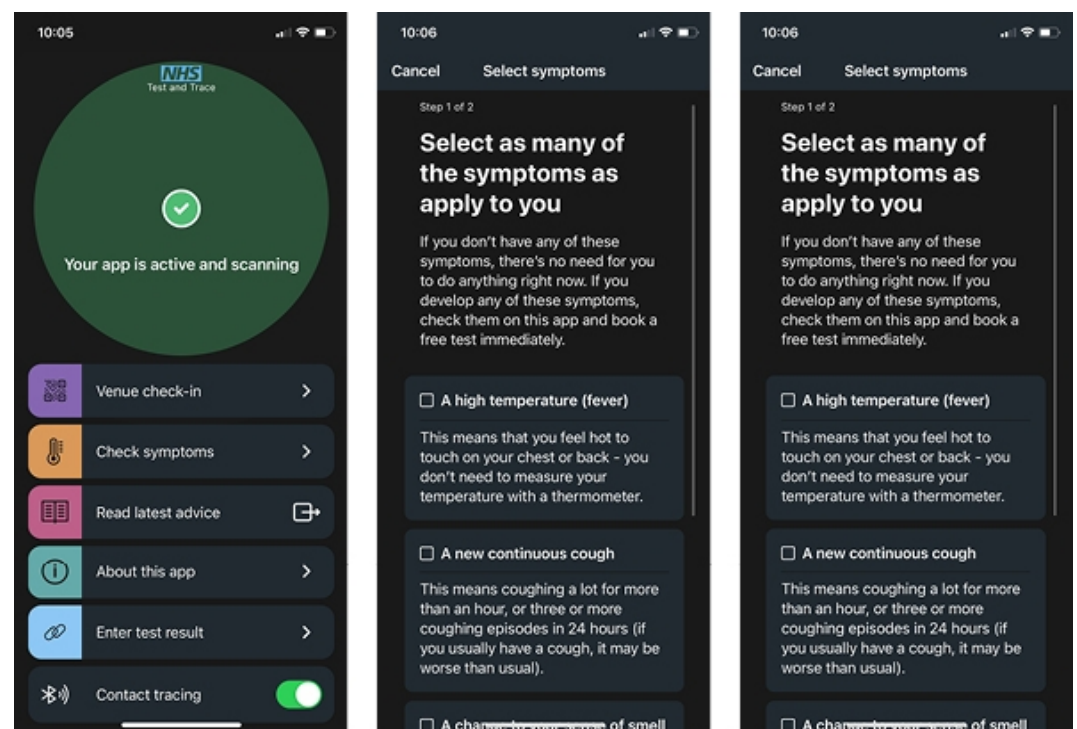 10:05
NHS
Test and Trace
Your app is active and scanning
Venue check-in
Check symptoms
Read latest advice
About this app
Enter test result
Contact tracing
10:06
Cancel
Select symptoms
Step 1 of 2
Select as many of
the symptoms as
apply to you
If you don't have any of these
symptoms, there's no need for you
to do anything right now. If you
develop any of these symptoms,
check them on this app and book a
free test immediately.
A high temperature (fever)
This means that you feel hot to
touch on your chest or back - you
don't need to measure your
temperature with a thermometer.
A new continuous cough
This means coughing a lot for more
than an hour, or three or more
coughing episodes in 24 hours (if
you usually have a cough, it may be
worse than usual).
A change to your sense of smell
10:06
Cancel
Select symptoms
Step 1 of 2
Select as many of
the symptoms as
apply to you
If you don't have any of these
symptoms, there's no need for you
to do anything right now. If you
develop any of these symptoms,
check them on this app and book a
free test immediately.
A high temperature (fever)
This means that you feel hot to
touch on your chest or back - you
don't need to measure your
temperature with a thermometer.
A new continuous cough
This means coughing a lot for more
than an hour, or three or more
coughing episodes in 24 hours (if
you usually have a cough, it may be
worse than usual).
A change to your sense of smell